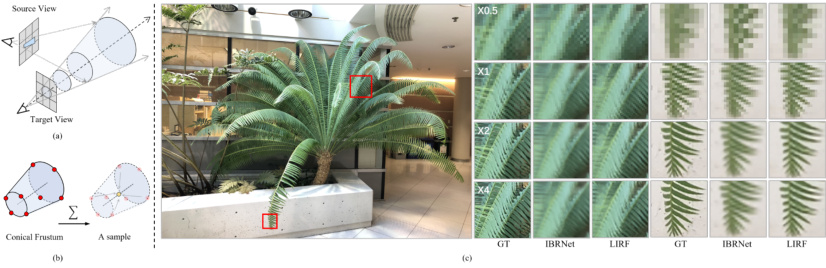 Source View
Target View
(a)
Conical Frustum
∑
A sample
(b)
X0.5
X1
X2
X4
GT IBRNet LIRF GT IBRNet LIRF
(c)